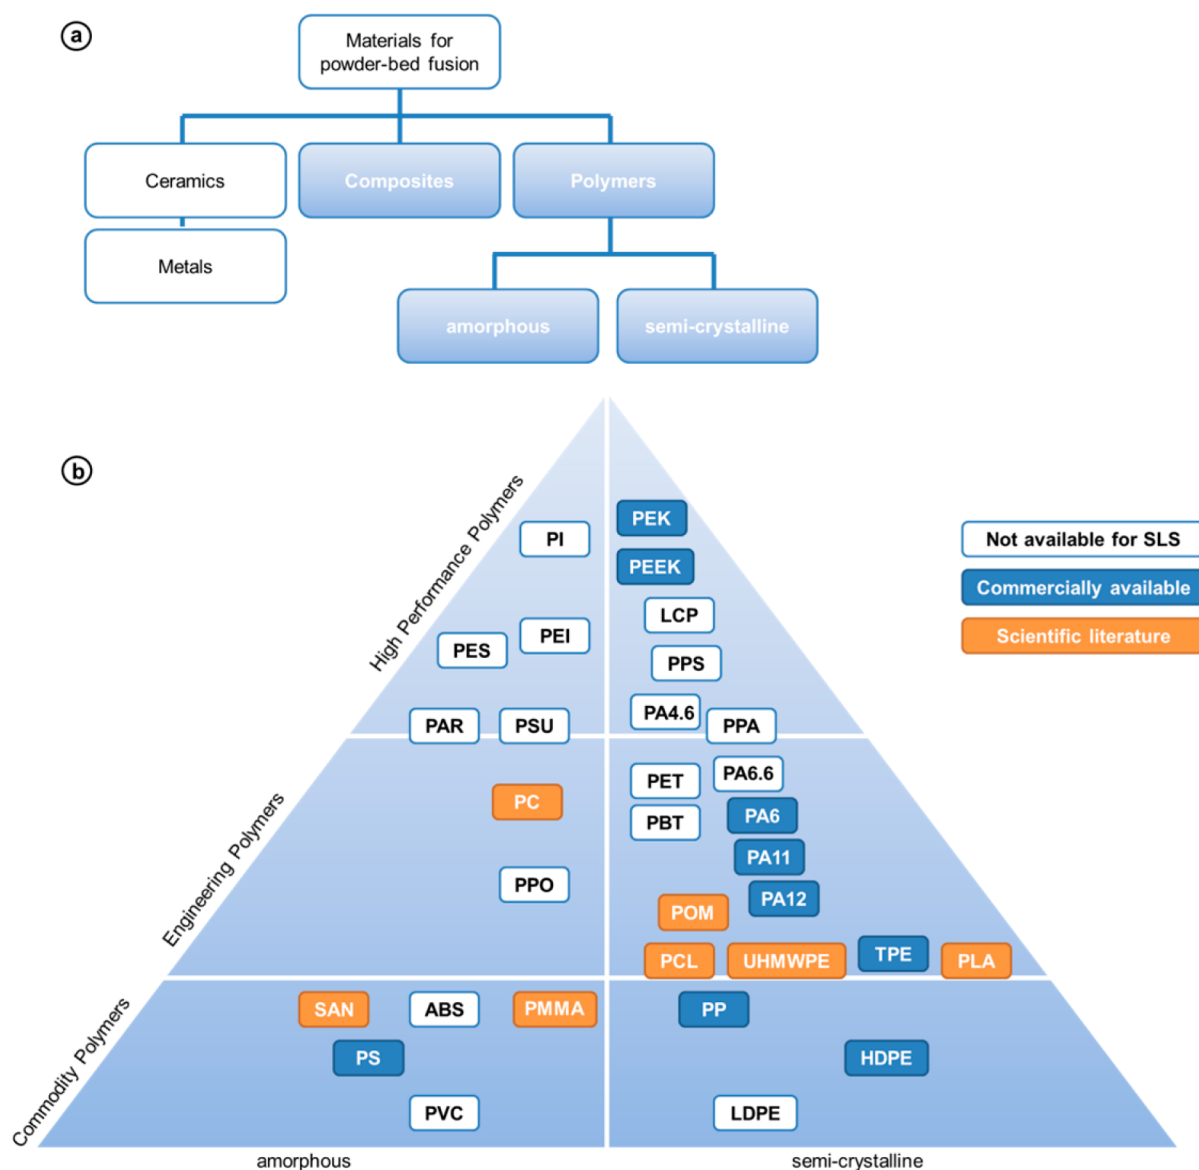 a
Materials for
powder-bed fusion
Ceramics
Composites
Polymers
Metals
amorphous
semi-crystalline
b
High Performance Polymers
Engineering Polymers
Commodity Polymers
PI
PEK
PEEK
LCP
PEI
PES
PPS
PA4.6
PAR
PSU
PPA
PET
PA6.6
PC
PBT
PA6
PA11
PPO
PA12
POM
PCL
UHMWPE
TPE
PLA
SAN
ABS
PMMA
PP
PS
HDPE
PVC
LDPE
amorphous
semi-crystalline
Not available for SLS
Commercially available
Scientific literature